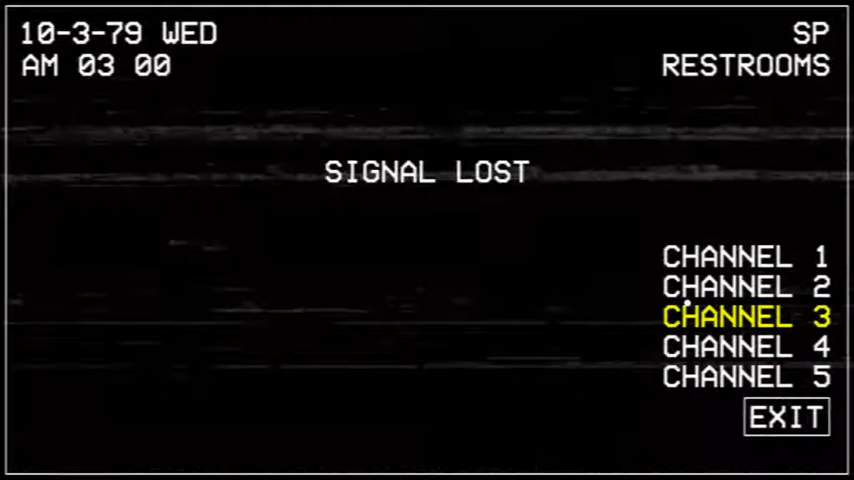 10-3-79 WED
AM 03 00
SP
RESTROOMS
SIGNAL LOST
CHANNEL 1
CHANNEL 2
CHANNEL 3
CHANNEL 4
CHANNEL 5
EXIT